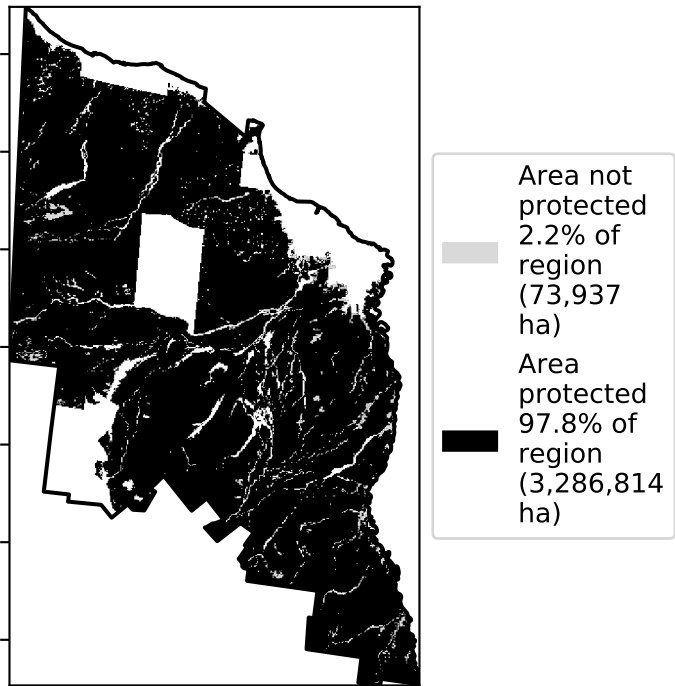 Area not
protected
2.2% of
region
(73,937
ha)
Area
protected
97.8% of
region
(3,286,814
ha)